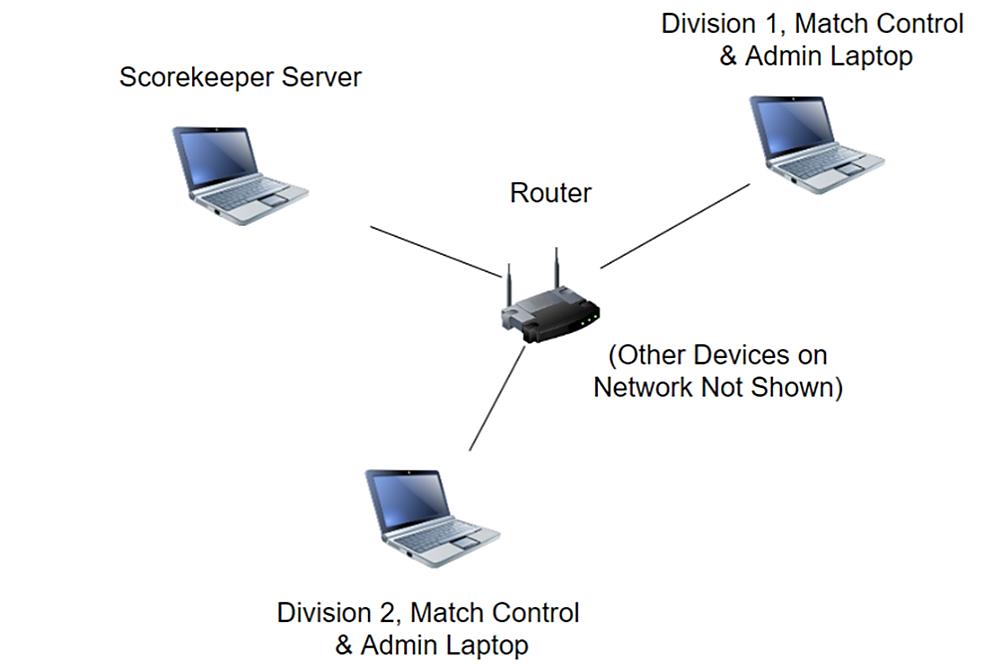 Division 1, Match Control
& Admin Laptop
Scorekeeper Server
Router
(Other Devices on
Network Not Shown)
Division 2, Match Control
& Admin Laptop